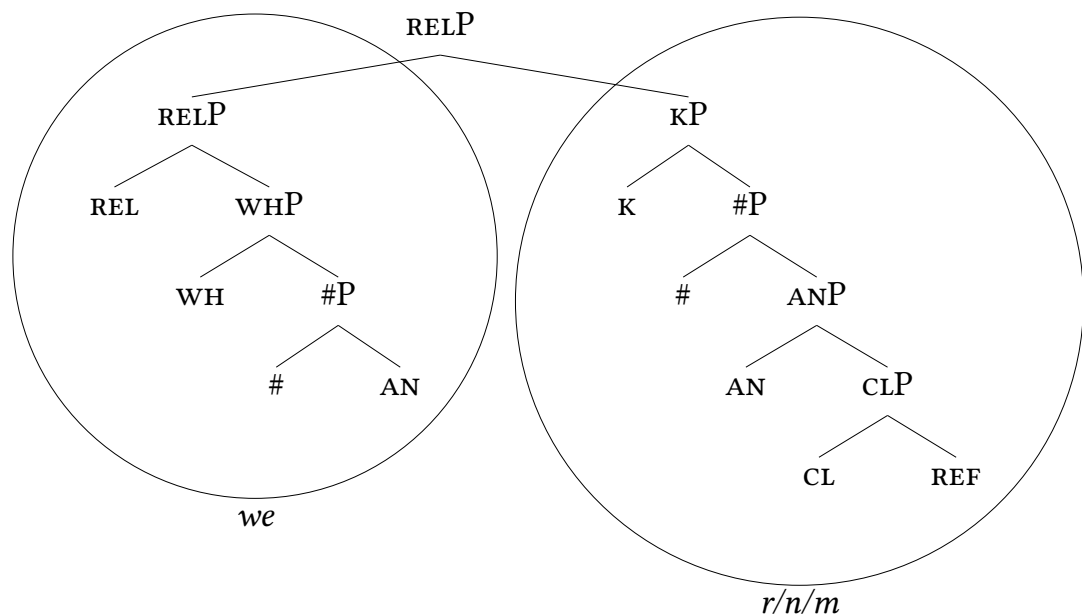 RELP
RELP KP
REL WHP K #P
WH #P # ANP
# AN AN CLP
CL REF
we
r/n/m